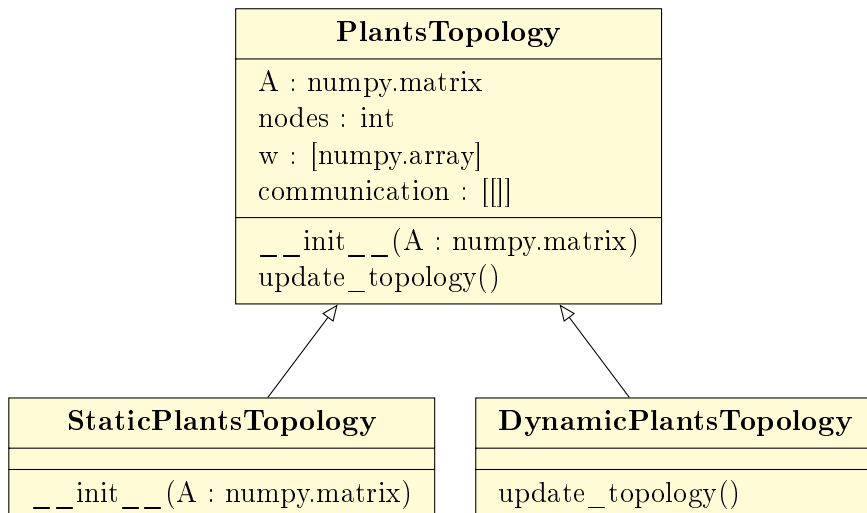 PlantsTopology
A : numpy.matrix
nodes : int
w : [numpy.array]
communication : [[]]
__init__(A : numpy.matrix)
update_topology()
StaticPlantsTopology
DynamicPlantsTopology
__init__(A : numpy.matrix)
update_topology()